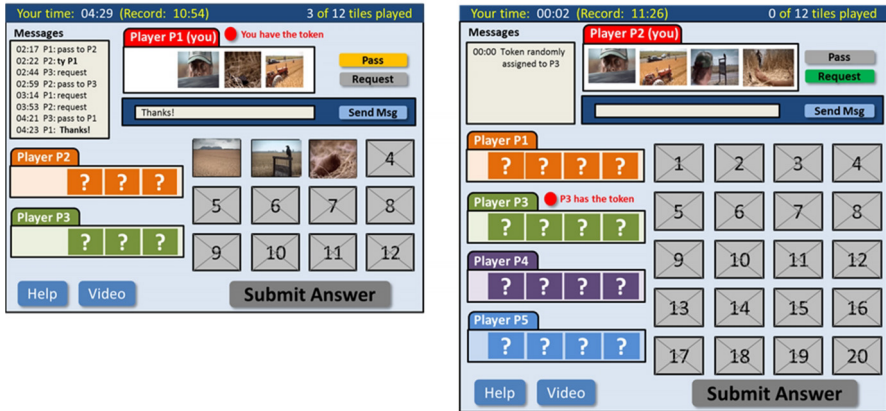 Your time: 04:29 (Record: 10:54) 3 of 12 tiles played
Messages
02:17 P1: pass to P2
02:22 P2: ty P1
02:44 P3: request
02:59 P2: pass to P3
03:14 P1: request
03:53 P2: request
04:21 P3: pass to P1
04:23 P1: Thanks!
Player P1 (you) You have the token
Pass
Request
Thanks! Send Msg
Player P2
? ? ?
Player P3
? ? ?
4
5 6 7 8
9 10 11 12
Help Video Submit Answer
Your time: 00:02 (Record: 11:26) 0 of 12 tiles played
Messages
00:00 Token randomly
assigned to P3
Player P2 (you)
Pass
Request
Send Msg
Player P1
? ? ? ?
Player P3 P3 has the token
? ? ? ?
Player P4
? ? ? ?
Player P5
? ? ? ?
1 2 3 4
5 6 7 8
9 10 11 12
13 14 15 16
17 18 19 20
Help Video Submit Answer